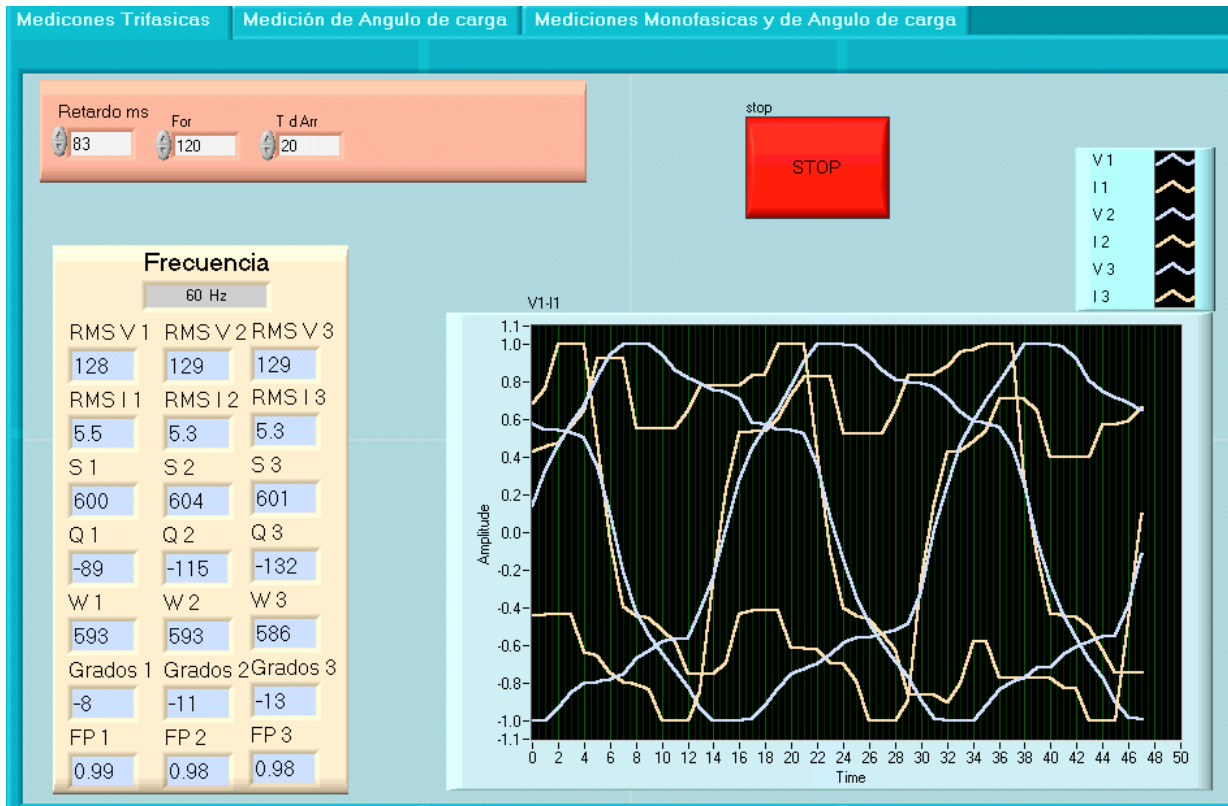 Medicones Trifasicas Medición de Angulo de carga Mediciones Monofasicas y de Angulo de carga
Retardo ms For T d Arr
83 120 20
stop
STOP
V 1
I 1
V 2
I 2
V 3
I 3
Frecuencia
60 Hz
RMS V 1 RMS V 2 RMS V 3
128 129 129
RMS I 1 RMS I 2 RMS I 3
5.5 5.3 5.3
S 1 S 2 S 3
600 604 601
Q 1 Q 2 Q 3
-89 -115 -132
W 1 W 2 W 3
593 593 586
Grados 1 Grados 2 Grados 3
-8 -11 -13
FP 1 FP 2 FP 3
0.99 0.98 0.98
V1-I1
Amplitude
1.1
1.0
0.8
0.6
0.4
0.2
0.0
-0.2
-0.4
-0.6
-0.8
-1.0
-1.1
0 2 4 6 8 10 12 14 16 18 20 22 24 26 28 30 32 34 36 38 40 42 44 46 48 50
Time